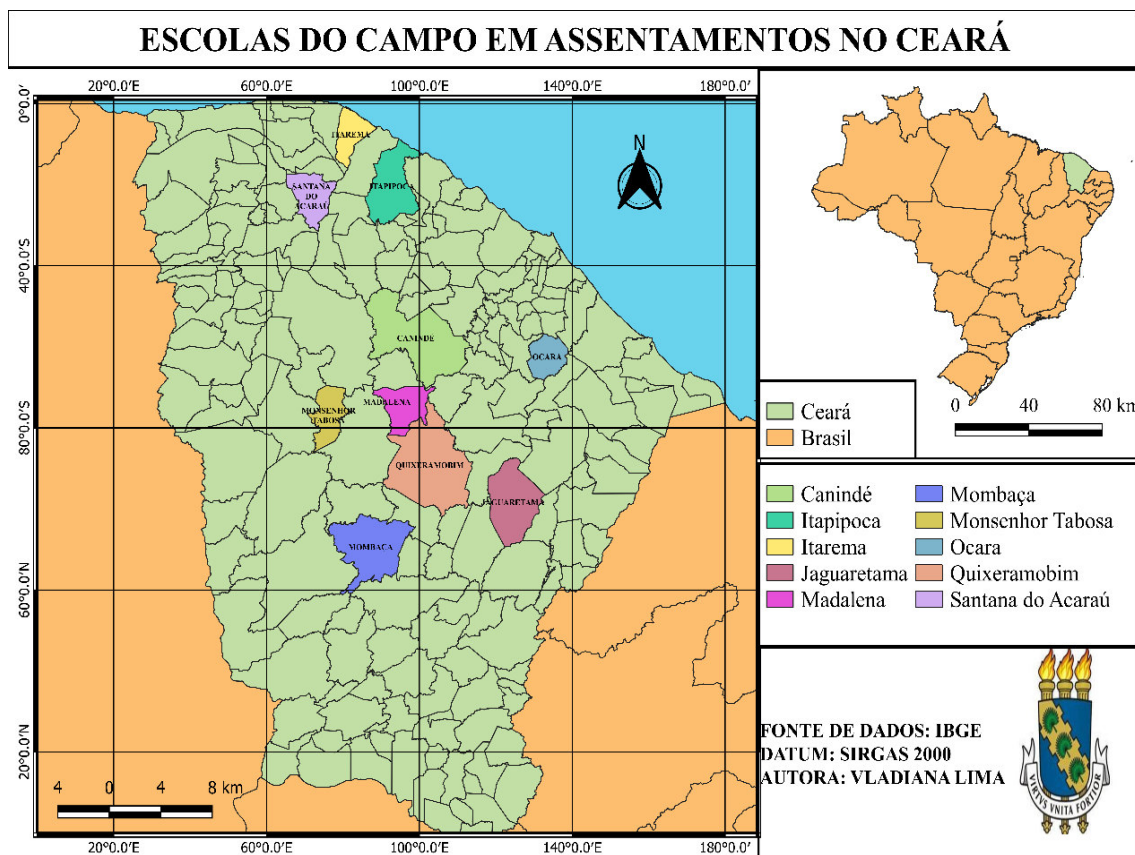 ESCOLAS DO CAMPO EM ASSENTAMENTOS NO CEARÁ
20°0.0'E 60°0.0'E 100°0.0'E 140°0.0'E 180°0.0'E
0°0.0'
40°0.0'S
80°0.0'S
60°0.0'N
20°0.0'N
ITAREMA
SANTANA
DO
ACARAÚ
ITAPIPOCA
CANINDE
OCARA
MADALENA
MONSENHOR
TABOSA
QUIXERAMOBIM
JAGUARETAMA
MOMBAÇA
N
4 0 4 8 km
20°0.0'E 60°0.0'E 100°0.0'E 140°0.0'E 180°0.0'E
Ceará
Brasil
0 40 80 km
Canindé
Itapipoca
Itarema
Jaguaretama
Madalena
Mombaça
Monsenhor Tabosa
Ocara
Quixeramobim
Santana do Acaraú
FONTE DE DADOS: IBGE
DATUM: SIRGAS 2000
AUTORA: VLADIANA LIMA
VIRTVS VNITA FORTIOR